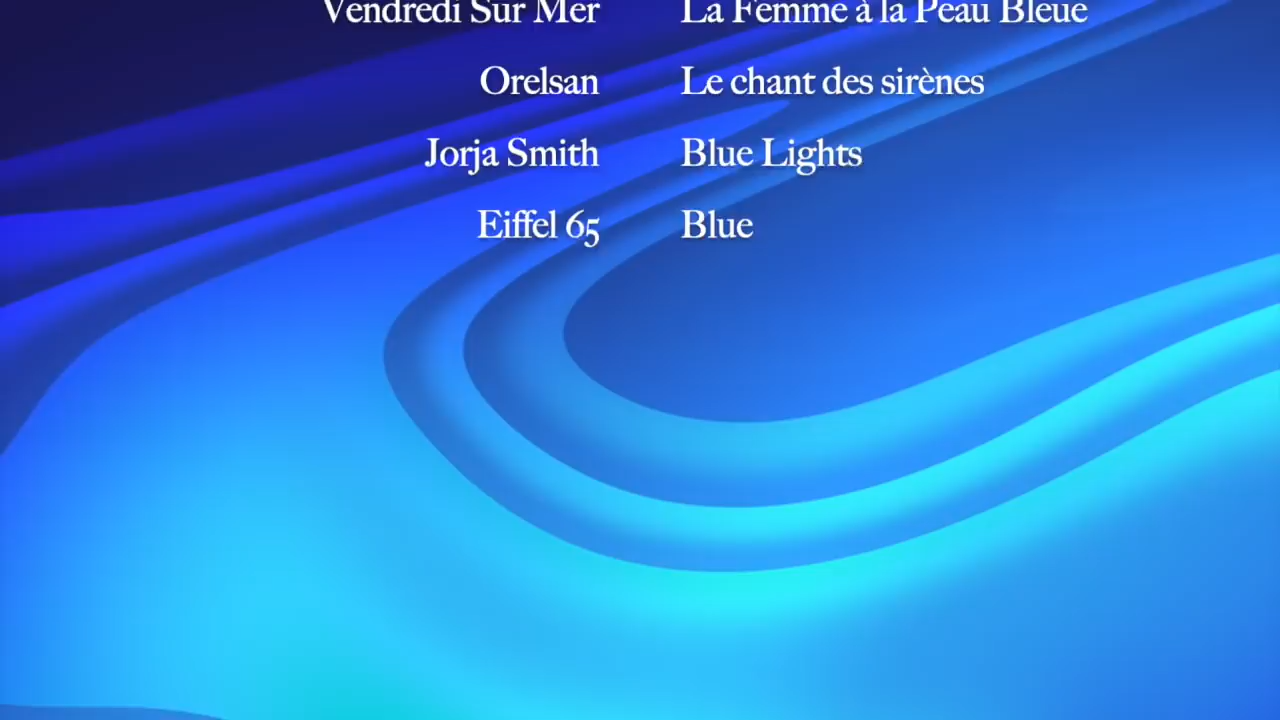 Vendredi Sur Mer La Femme à la Peau Bleue
Orelsan Le chant des sirènes
Jorja Smith Blue Lights
Eiffel 65 Blue